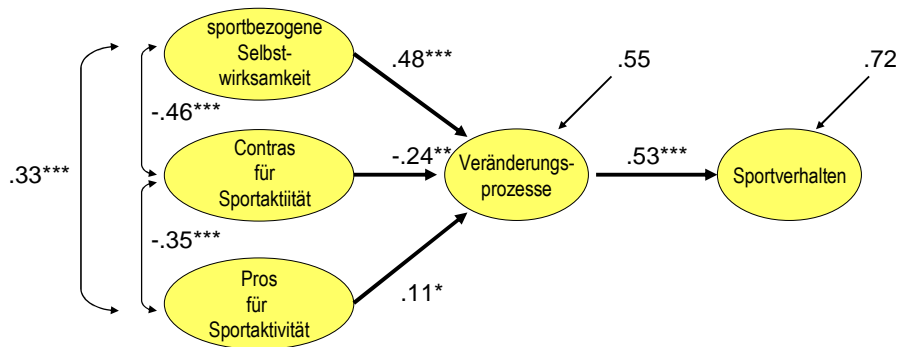 sportbezogene
Selbst-
wirksamkeit
.48***
.55
.72
-.46***
.33***
Contras
für
Sportaktiität
-.24**
Veränderungs-
prozesse
.53***
Sportverhalten
-.35***
Pros
für
Sportaktivität
.11*